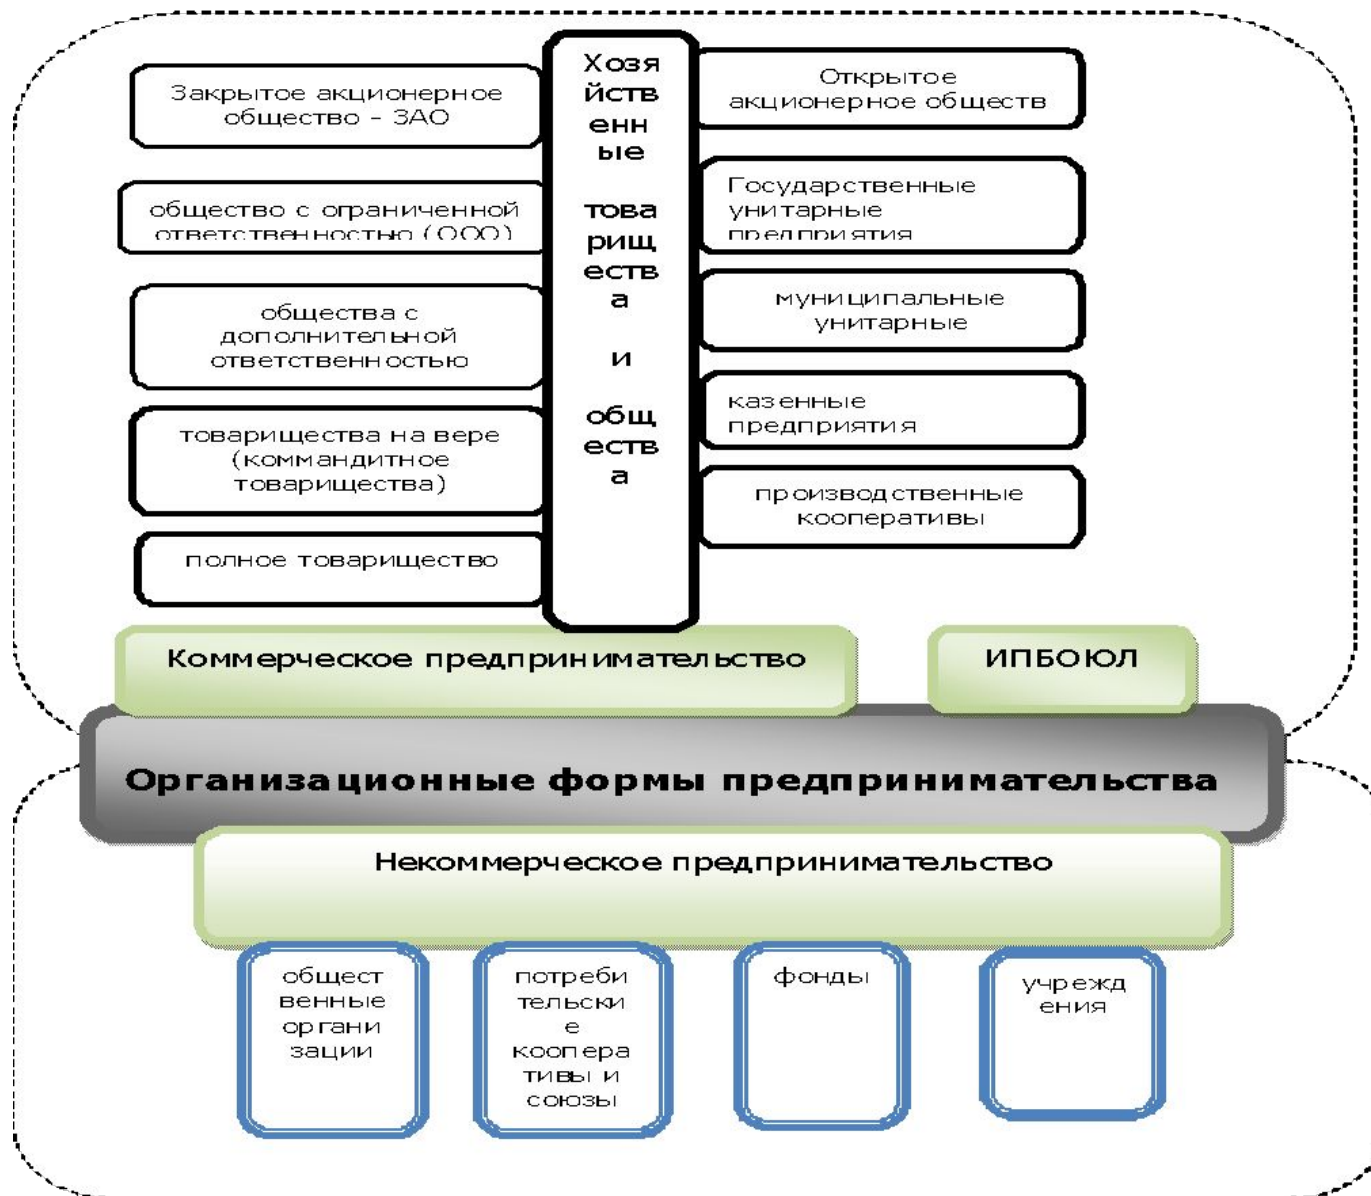 Закрытое акционерное
общество – ЗАО
общество с ограниченной
ответственностью (ООО)
общества с
дополнительной
ответственностью
товарищества на вере
(коммандитное
товарищества)
полное товарищество
Хозя
йств
енн
ые
това
рищ
еств
а
и
общ
еств
а
Открытое
акционерное обществ
Государственные
унитарные
предприятия
муниципальные
унитарные
казенные
предприятия
производственные
кооперативы
Коммерческое предпринимательство
ИПБОЮЛ
Организационные формы предпринимательства
Некоммерческое предпринимательство
общест
венные
органи
зации
потреби
тельски
е
коопера
тивы и
союзы
фонды
учрежд
ения